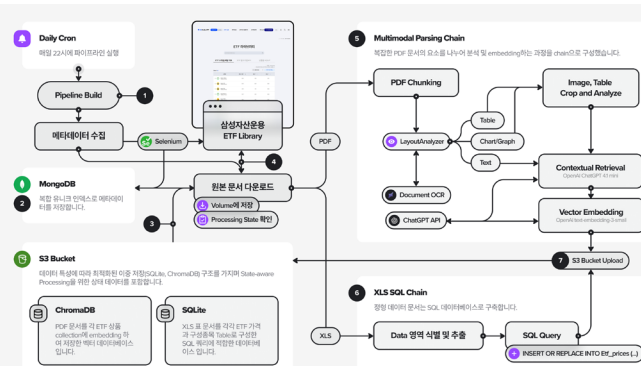 Daily Cron
매일 22시에 파이프라인 실행
Pipeline Build
1
메타데이터 수집
Selenium
삼성자산운용
ETF Library
4
MongoDB
2
복합 유니크 인덱스로 메타데이
터를 저장합니다.
원본 문서 다운로드
Volume에 저장
Processing State 확인
3
S3 Bucket
데이터 특성에 따라 최적화된 이중 저장(SQLite, ChromaDB) 구조를 가지며 State-aware
Processing을 위한 상태 데이터를 포함합니다.
ChromaDB
PDF 문서를 각 ETF 상품
collection에 embedding 하
여 저장한 벡터 데이터베이스
입니다.
SQLite
XLS 표 문서를 각각 ETF 가격
과 구성종목 Table로 구성한
SQL 쿼리에 적합한 데이터베
이스 입니다.
PDF
XLS
5
Multimodal Parsing Chain
복잡한 PDF 문서의 요소를 나누어 분석 및 embedding하는 과정을 chain으로 구성했습니다.
PDF Chunking
Image, Table
Crop and Analyze
Table
LayoutAnalyzer
Chart/Graph
Text
Contextual Retrieval
OpenAI ChatGPT 4.1 mini
Document OCR
ChatGPT API
Vector Embedding
OpenAI text-embedding-3-small
7
S3 Bucket Upload
6
XLS SQL Chain
정형 데이터 문서는 SQL 데이터베이스로 구축합니다.
Data 영역 식별 및 추출
SQL Query
INSERT OR REPLACE INTO Etf_prices (...)